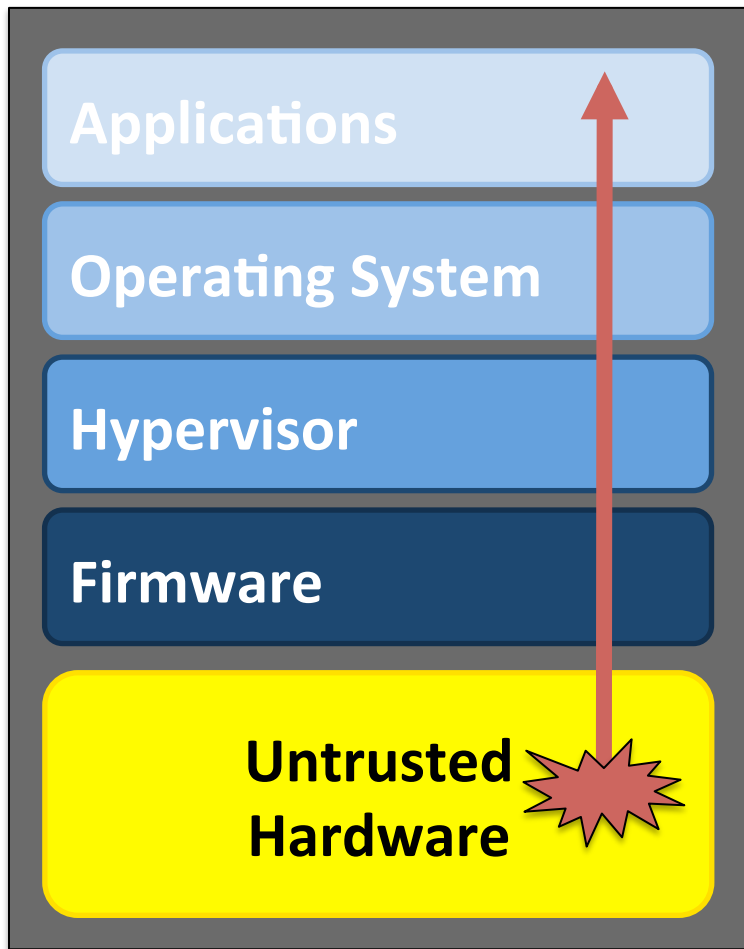 Applications
Operating System
Hypervisor
Firmware
Untrusted
Hardware